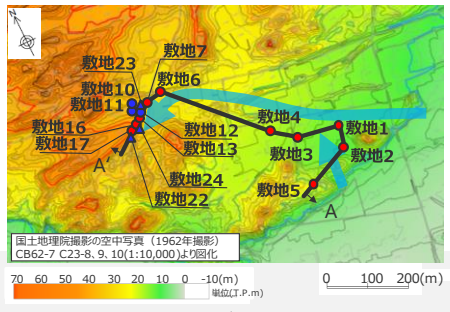 N
敷地7
敷地23
敷地6
敷地10
敷地11
敷地4
敷地16
敷地12
敷地1
敷地17
敷地13
敷地3
敷地2
A'
敷地24
敷地5
敷地22
A
国土地理院撮影の空中写真（1962年撮影）
CB62-7 C23-8、9、10(1:10,000)より図化
70 60 50 40 30 20 10 0 -10(m)
単位(T.P.m)
0 100 200(m)